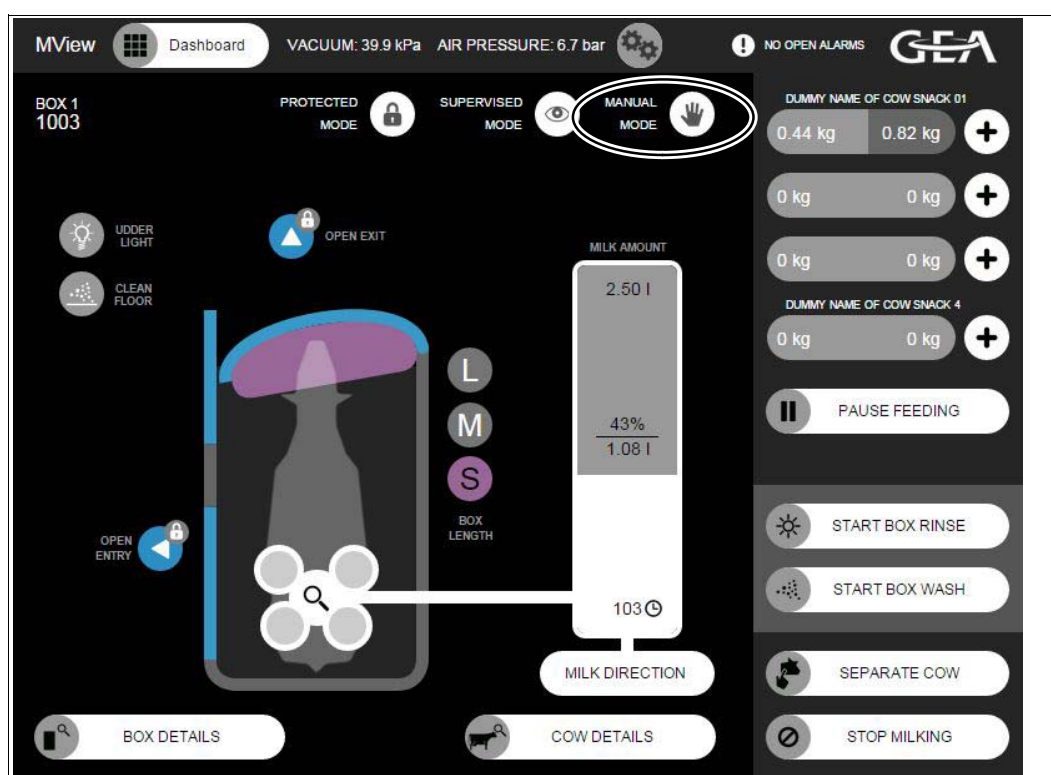 MView
Dashboard
VACUUM: 39.9 kPa
AIR PRESSURE: 6.7 bar
NO OPEN ALARMS
GEA
BOX 1
1003
PROTECTED
MODE
SUPERVISED
MODE
MANUAL
MODE
DUMMY NAME OF COW SNACK 01
0.44 kg 0.82 kg
0 kg 0 kg
0 kg 0 kg
DUMMY NAME OF COW SNACK 4
0 kg 0 kg
UDDER
LIGHT
OPEN EXIT
CLEAN
FLOOR
MILK AMOUNT
2.50 l
L
M
S
BOX
LENGTH
43%
1.08 l
103
OPEN
ENTRY
PAUSE FEEDING
START BOX RINSE
START BOX WASH
MILK DIRECTION
SEPARATE COW
BOX DETAILS
COW DETAILS
STOP MILKING